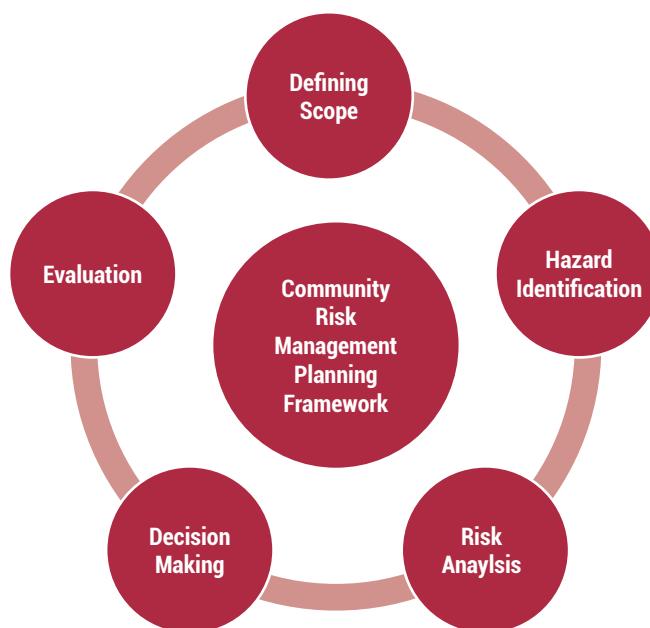 Defining
Scope
Hazard
Identification
Risk
Anaylsis
Decision
Making
Evaluation
Community
Risk
Management
Planning
Framework